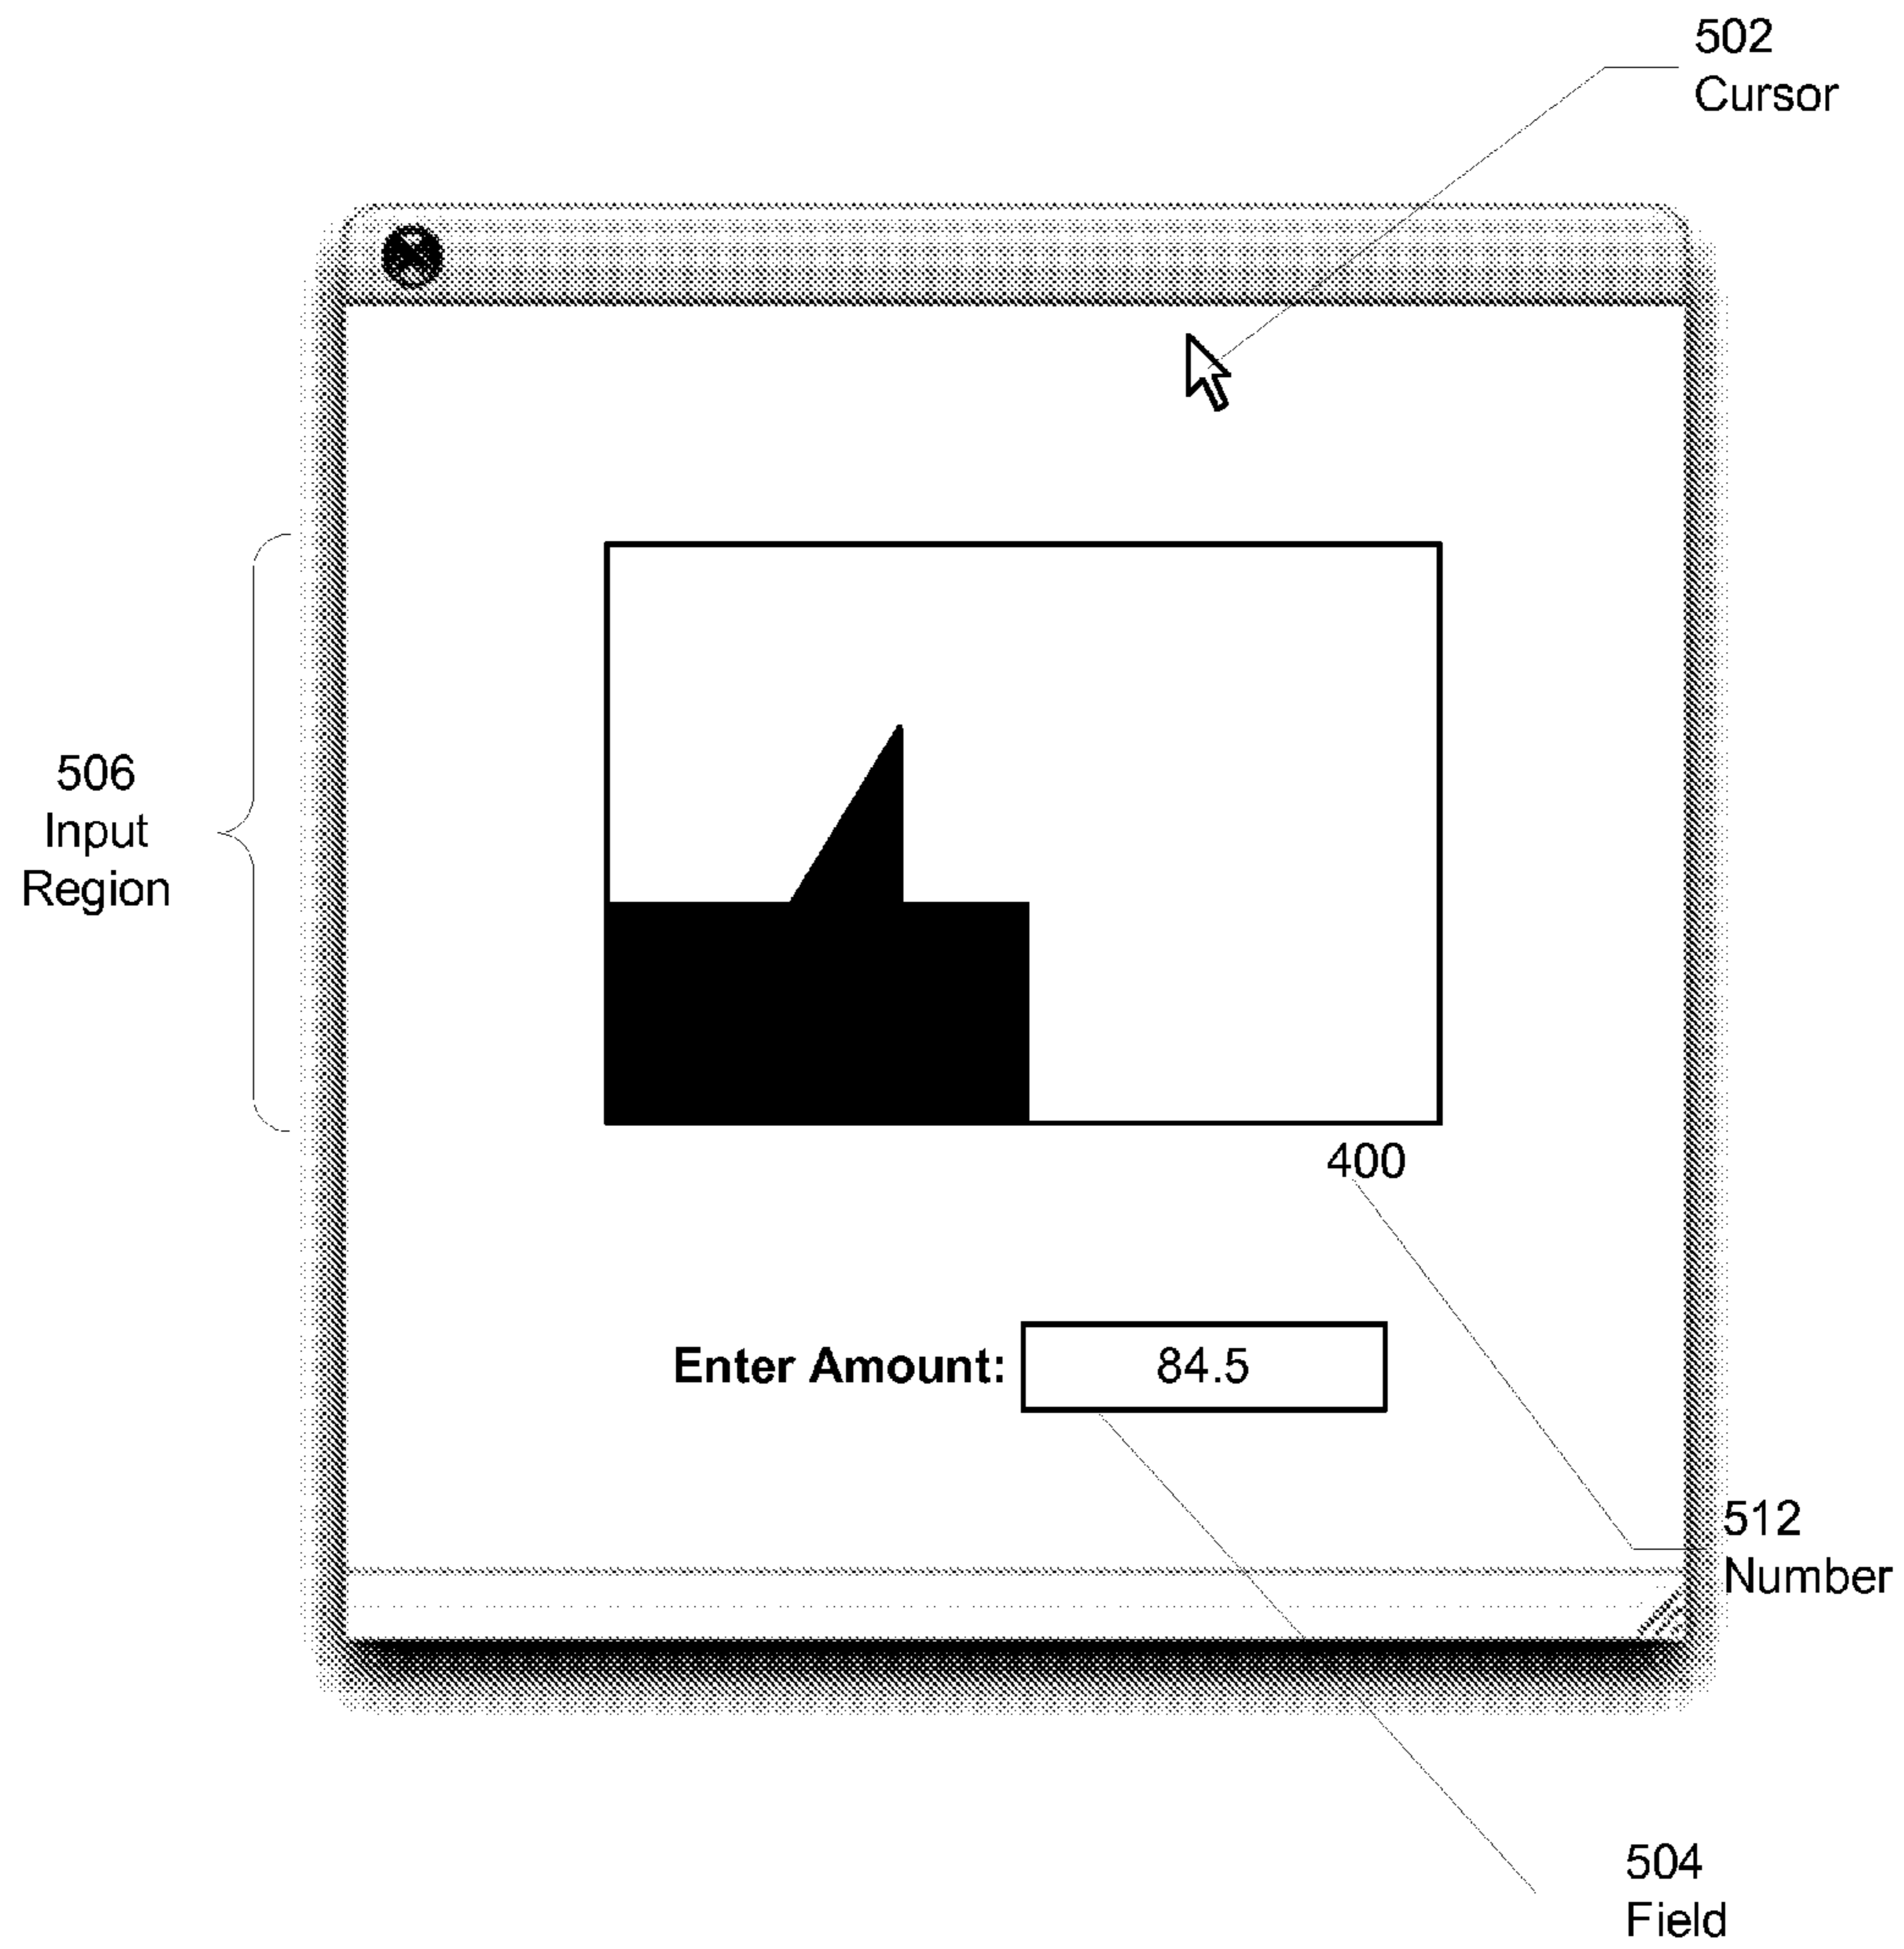 502
Cursor
506
Input
Region
400
Enter Amount: 84.5
512
Number
504
Field